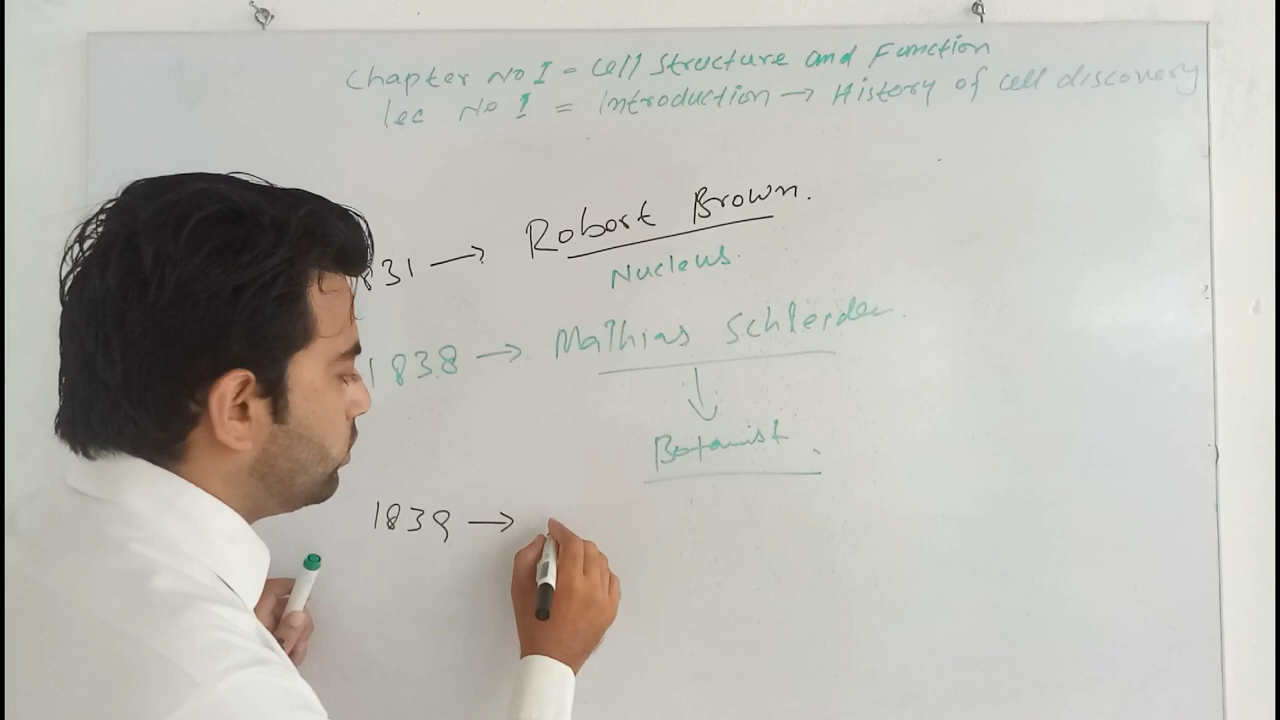 Chapter No I = Cell Structure and Function
lec No I = Introduction → History of cell discovery
831 → Robort Brown.
Nucleus.
1838 → Mathias Schleiden.
↓
Botanist.
1839 →